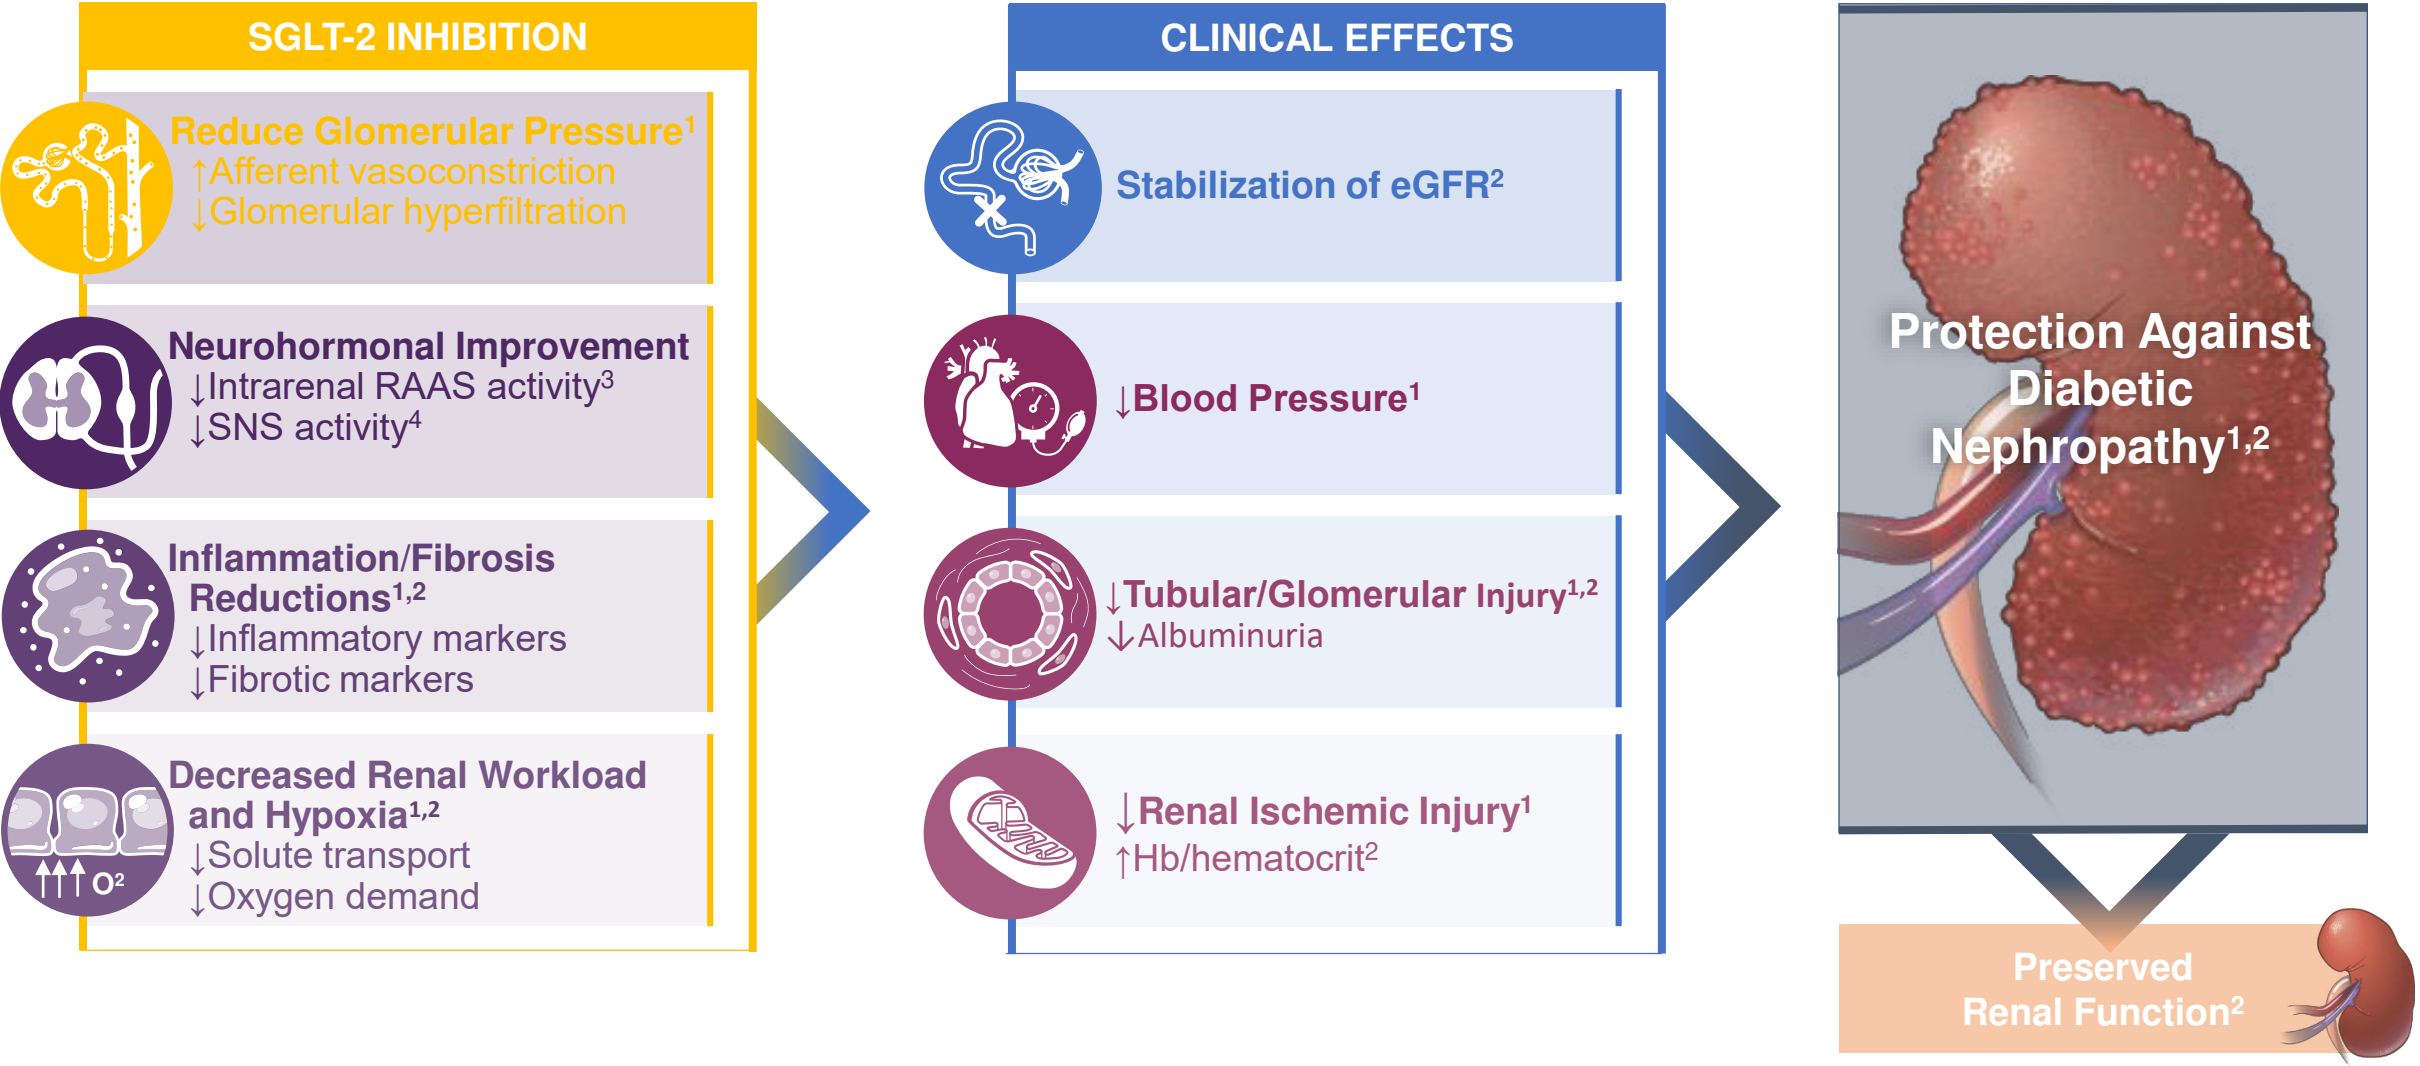 SGLT-2 INHIBITION
Reduce Glomerular Pressure¹
↑Afferent vasoconstriction
↓Glomerular hyperfiltration
Neurohormonal Improvement
↓Intrarenal RAAS activity³
↓SNS activity⁴
Inflammation/Fibrosis
Reductions¹,²
↓Inflammatory markers
↓Fibrotic markers
Decreased Renal Workload
and Hypoxia¹,²
↓Solute transport
↓Oxygen demand
O²
CLINICAL EFFECTS
Stabilization of eGFR²
↓Blood Pressure¹
↓Tubular/Glomerular Injury¹,²
↓Albuminuria
↓Renal Ischemic Injury¹
↑Hb/hematocrit²
Protection Against
Diabetic
Nephropathy¹,²
Preserved
Renal Function²